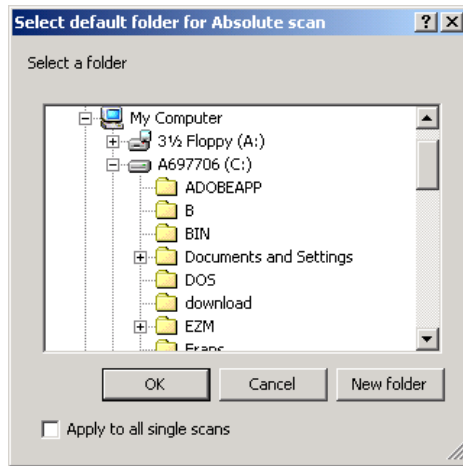 Select default folder for Absolute scan
Select a folder
My Computer
3½ Floppy (A:)
A697706 (C:)
ADOBEAPP
B
BIN
Documents and Settings
DOS
download
EZM
Fraps
OK Cancel New folder
Apply to all single scans